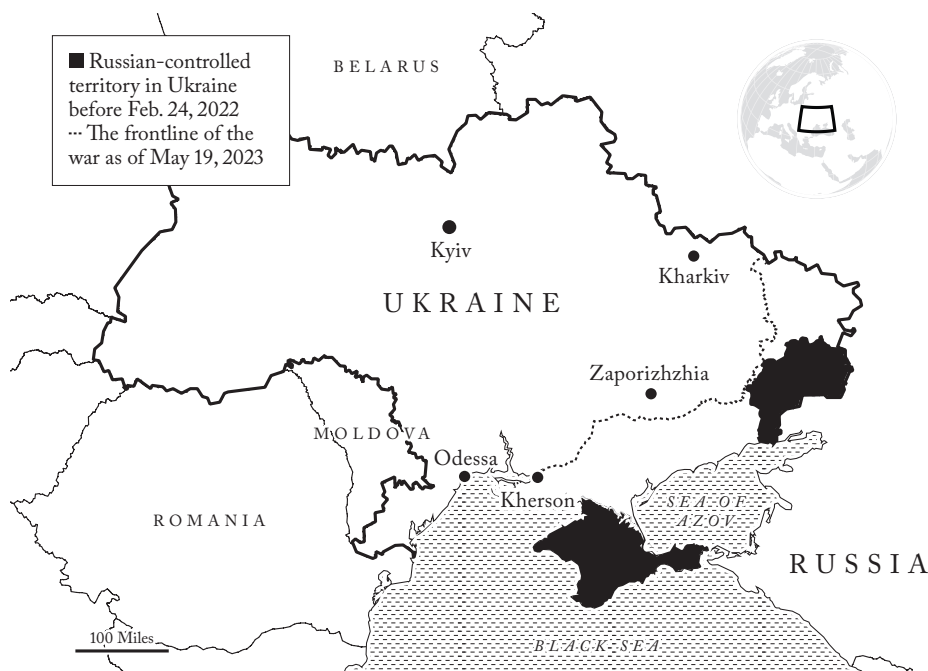 ■ Russian-controlled
territory in Ukraine
before Feb. 24, 2022
··· The frontline of the
war as of May 19, 2023
BELARUS
Kyiv
Kharkiv
UKRAINE
Zaporizhzhia
MOLDOVA
Odessa
Kherson
SEA OF
AZOV
ROMANIA
RUSSIA
100 Miles
BLACK SEA